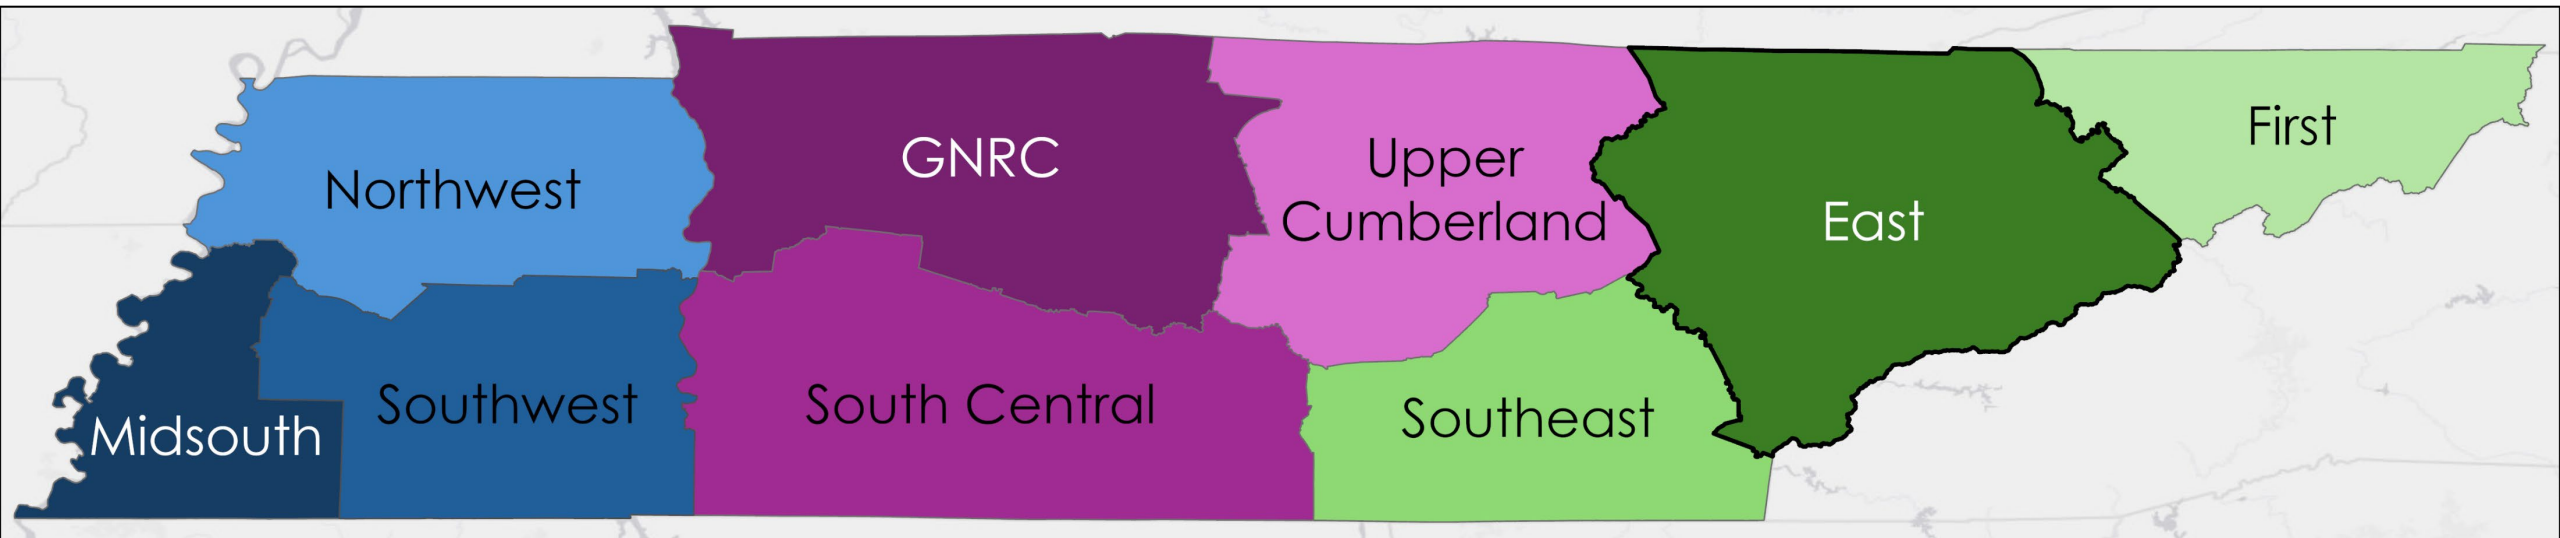 Northwest
GNRC
Upper
Cumberland
East
First
Midsouth
Southwest
South Central
Southeast